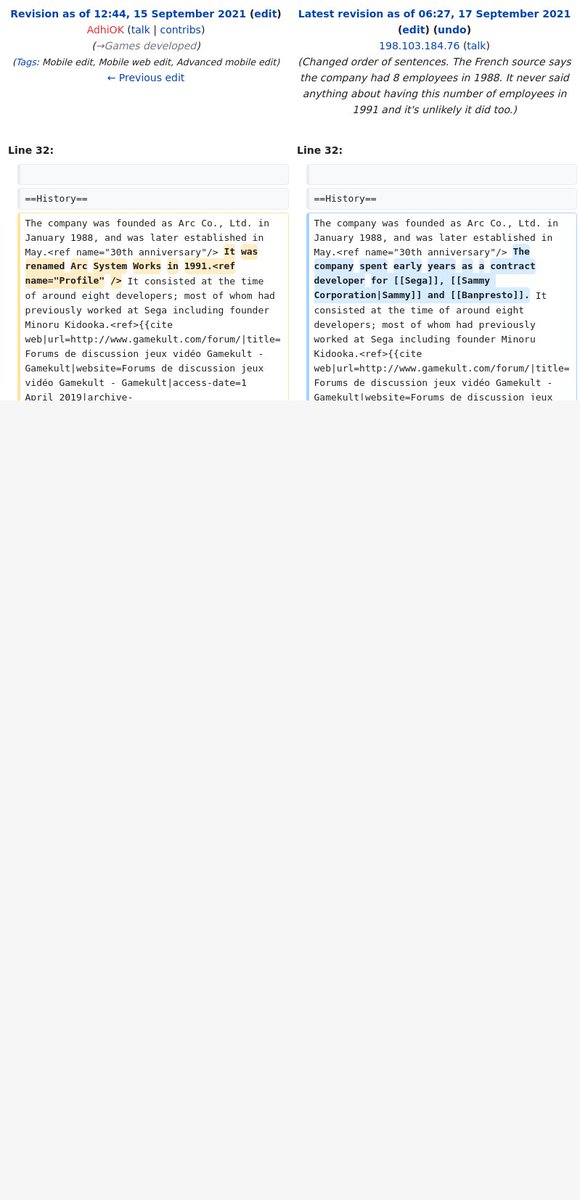 Revision as of 12:44, 15 September 2021 (edit)
AdhiOK (talk | contribs)
(→Games developed)
(Tags: Mobile edit, Mobile web edit, Advanced mobile edit)
← Previous edit
Latest revision as of 06:27, 17 September 2021
(edit) (undo)
198.103.184.76 (talk)
(Changed order of sentences. The French source says
the company had 8 employees in 1988. It never said
anything about having this number of employees in
1991 and it's unlikely it did too.)
Line 32:
Line 32:
==History==
==History==
The company was founded as Arc Co., Ltd. in
January 1988, and was later established in
May.<ref name="30th anniversary"/> It was
renamed Arc System Works in 1991.<ref
name="Profile" /> It consisted at the time
of around eight developers; most of whom had
previously worked at Sega including founder
Minoru Kidooka.<ref>{{cite
web|url=http://www.gamekult.com/forum/|title=
Forums de discussion jeux vidéo Gamekult -
Gamekult|website=Forums de discussion jeux
vidéo Gamekult - Gamekult|access-date=1
April 2019|archive-
The company was founded as Arc Co., Ltd. in
January 1988, and was later established in
May.<ref name="30th anniversary"/> The
company spent early years as a contract
developer for [[Sega]], [[Sammy
Corporation|Sammy]] and [[Banpresto]]. It
consisted at the time of around eight
developers; most of whom had previously
worked at Sega including founder Minoru
Kidooka.<ref>{{cite
web|url=http://www.gamekult.com/forum/|title=
Forums de discussion jeux vidéo Gamekult -
Gamekult|website=Forums de discussion jeux